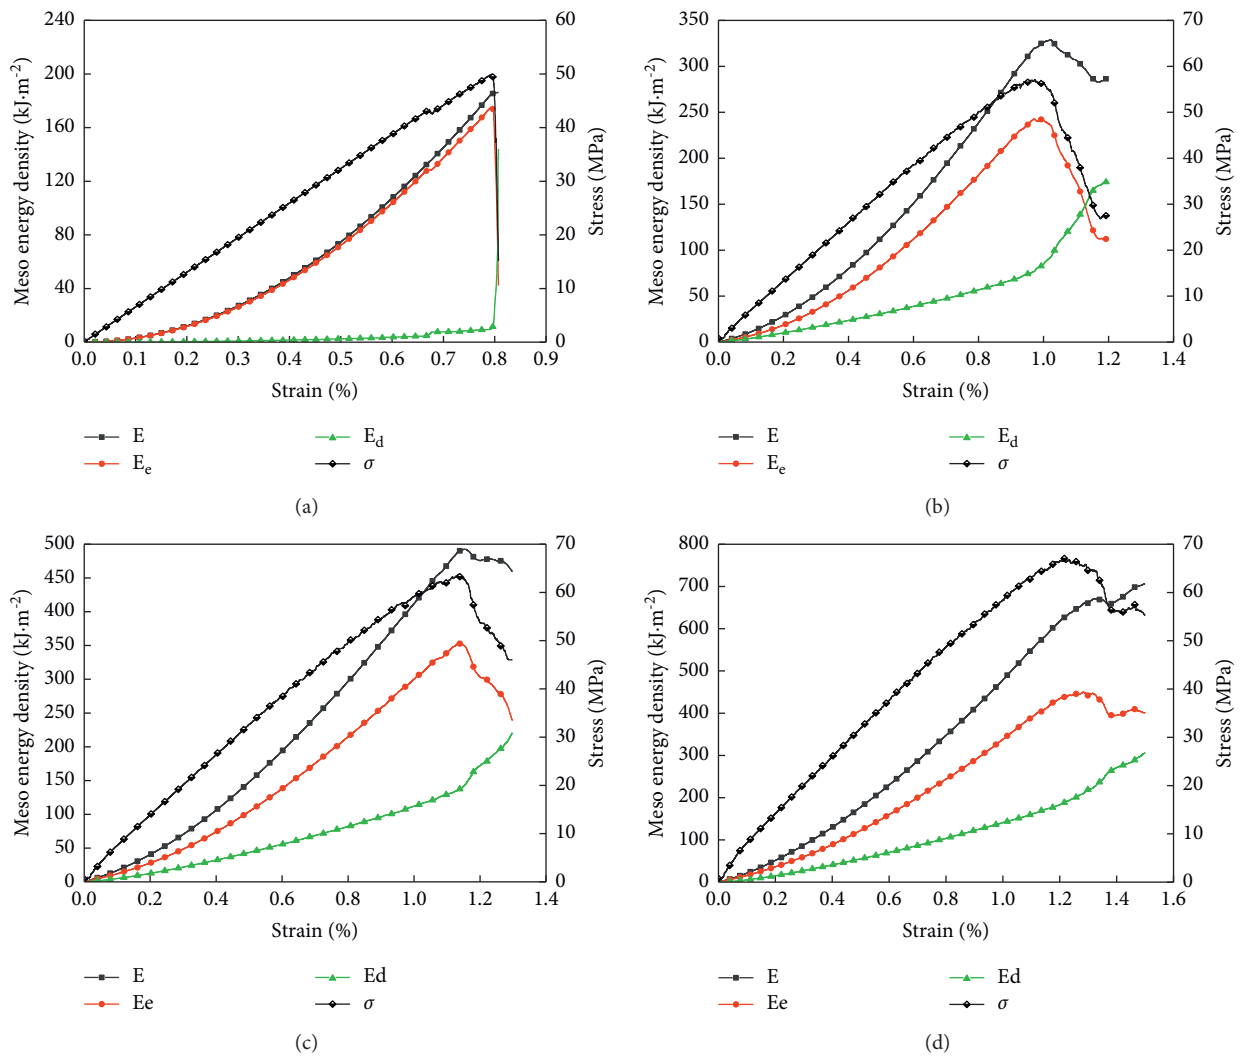 240
200
160
120
80
40
0
Meso energy density (kJ·m⁻²)
60
50
40
30
20
10
0
Stress (MPa)
0.0 0.1 0.2 0.3 0.4 0.5 0.6 0.7 0.8 0.9
Strain (%)
E
Eₑ
E_d
σ
(a)
350
300
250
200
150
100
50
0
Meso energy density (kJ·m⁻²)
70
60
50
40
30
20
10
0
Stress (MPa)
0.0 0.2 0.4 0.6 0.8 1.0 1.2 1.4
Strain (%)
E
Eₑ
E_d
σ
(b)
500
450
400
350
300
250
200
150
100
50
0
Meso energy density (kJ·m⁻²)
70
60
50
40
30
20
10
0
Stress (MPa)
0.0 0.2 0.4 0.6 0.8 1.0 1.2 1.4
Strain (%)
E
Ee
Ed
σ
(c)
800
700
600
500
400
300
200
100
0
Meso energy density (kJ·m⁻²)
70
60
50
40
30
20
10
0
Stress (MPa)
0.0 0.2 0.4 0.6 0.8 1.0 1.2 1.4 1.6
Strain (%)
E
Ee
Ed
σ
(d)